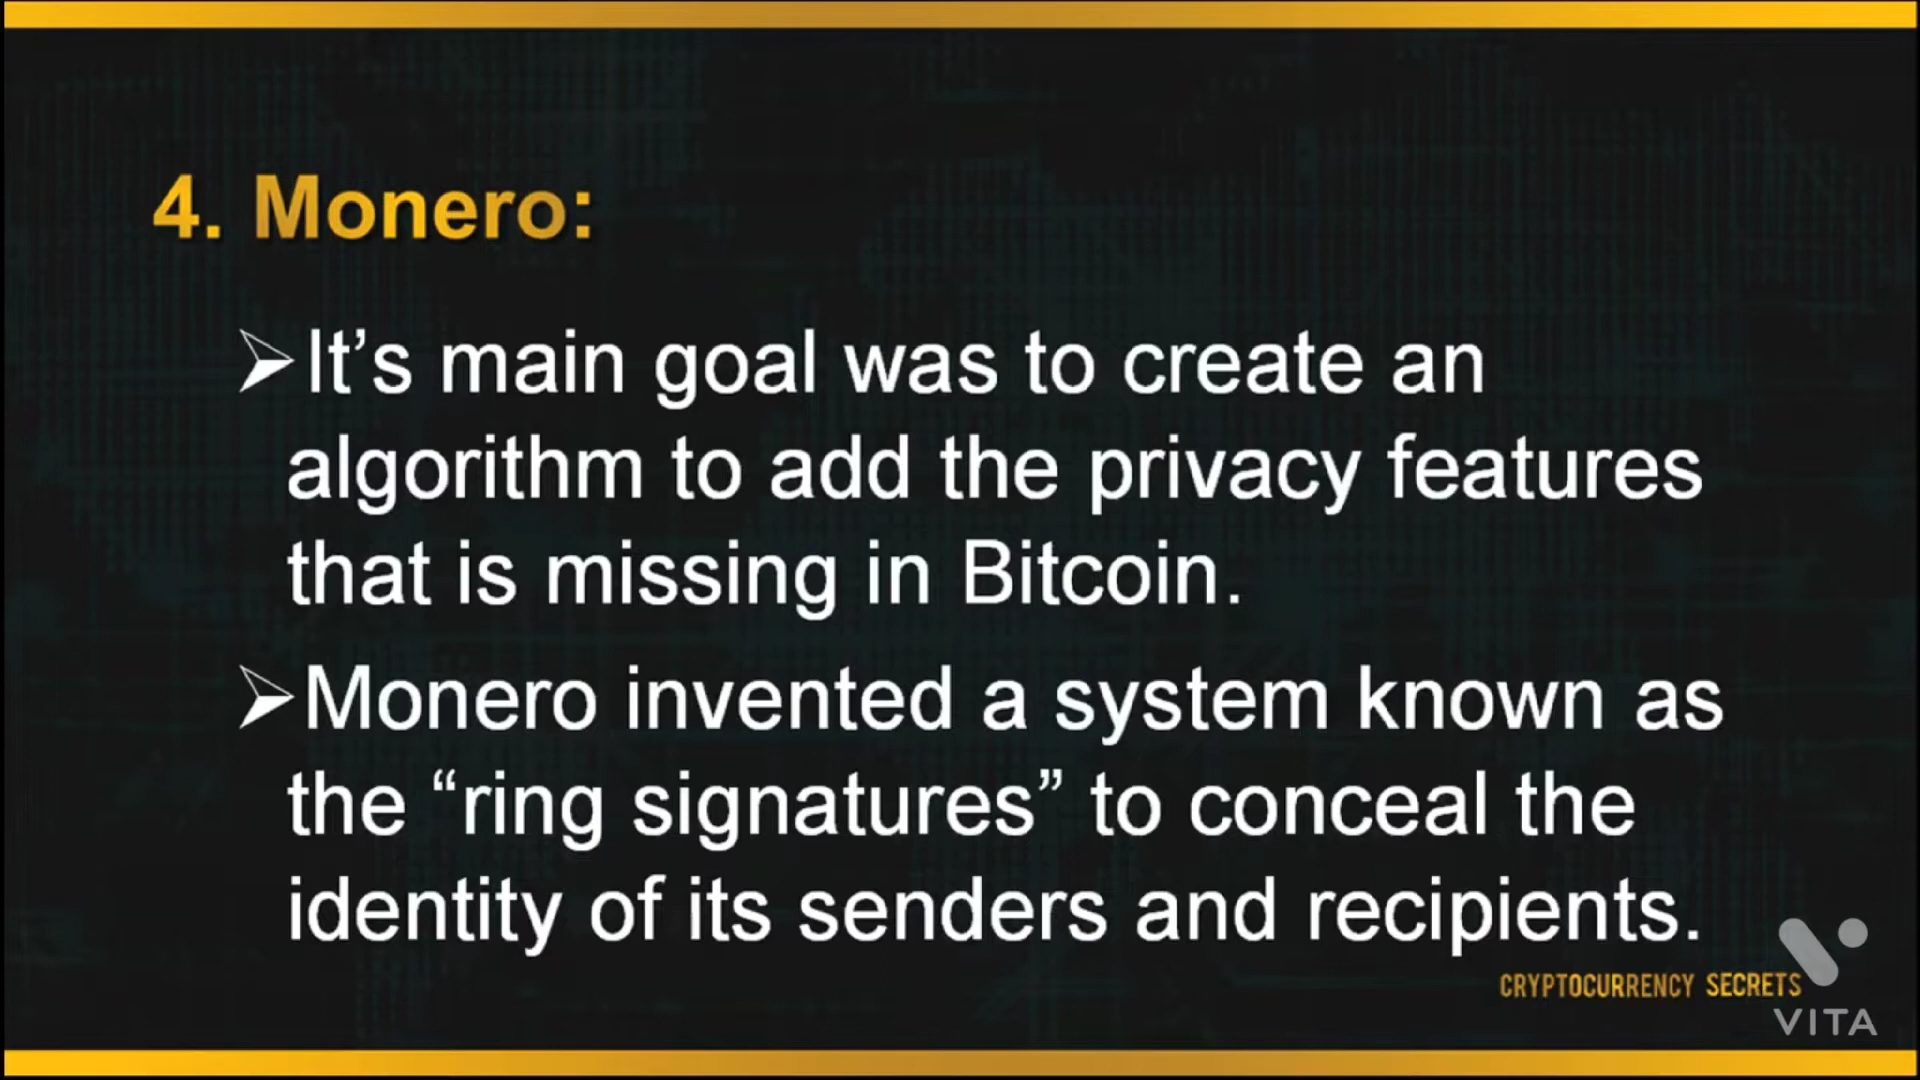 4. Monero:
➢It’s main goal was to create an
algorithm to add the privacy features
that is missing in Bitcoin.
➢Monero invented a system known as
the “ring signatures” to conceal the
identity of its senders and recipients.
CRYPTOCURRENCY SECRETS
VITA